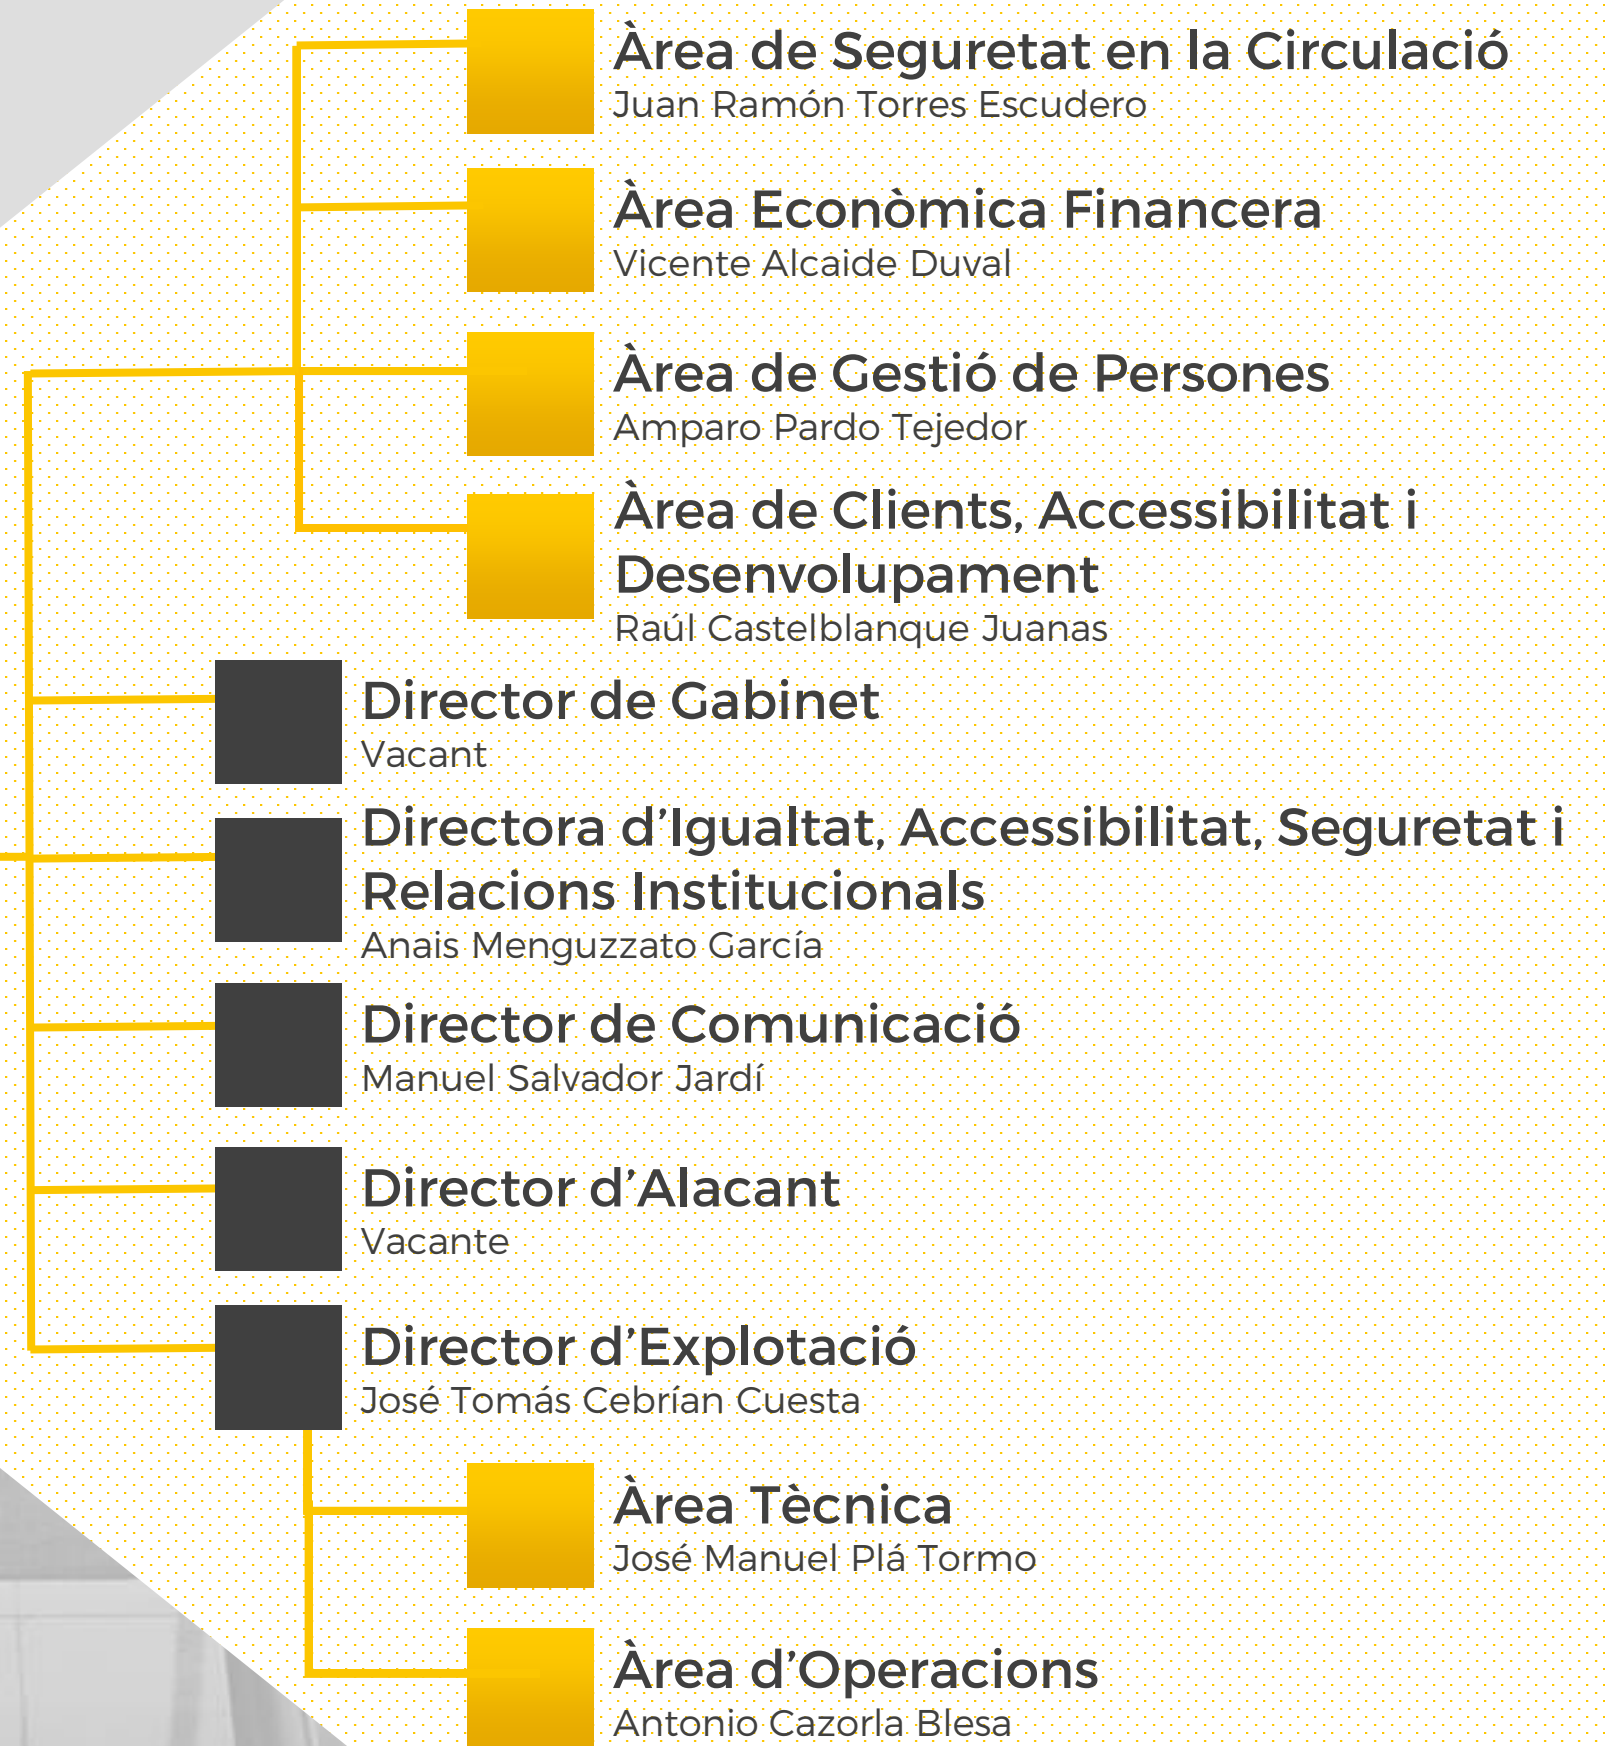 Àrea de Seguretat en la Circulació
Juan Ramón Torres Escudero
Àrea Econòmica Financera
Vicente Alcaide Duval
Àrea de Gestió de Persones
Amparo Pardo Tejedor
Àrea de Clients, Accessibilitat i
Desenvolupament
Raúl Castelblanque Juanas
Director de Gabinet
Vacant
Directora d’Igualtat, Accessibilitat, Seguretat i
Relacions Institucionals
Anais Menguzzato García
Director de Comunicació
Manuel Salvador Jardí
Director d’Alacant
Vacante
Director d’Explotació
José Tomás Cebrían Cuesta
Àrea Tècnica
José Manuel Plá Tormo
Àrea d’Operacions
Antonio Cazorla Blesa